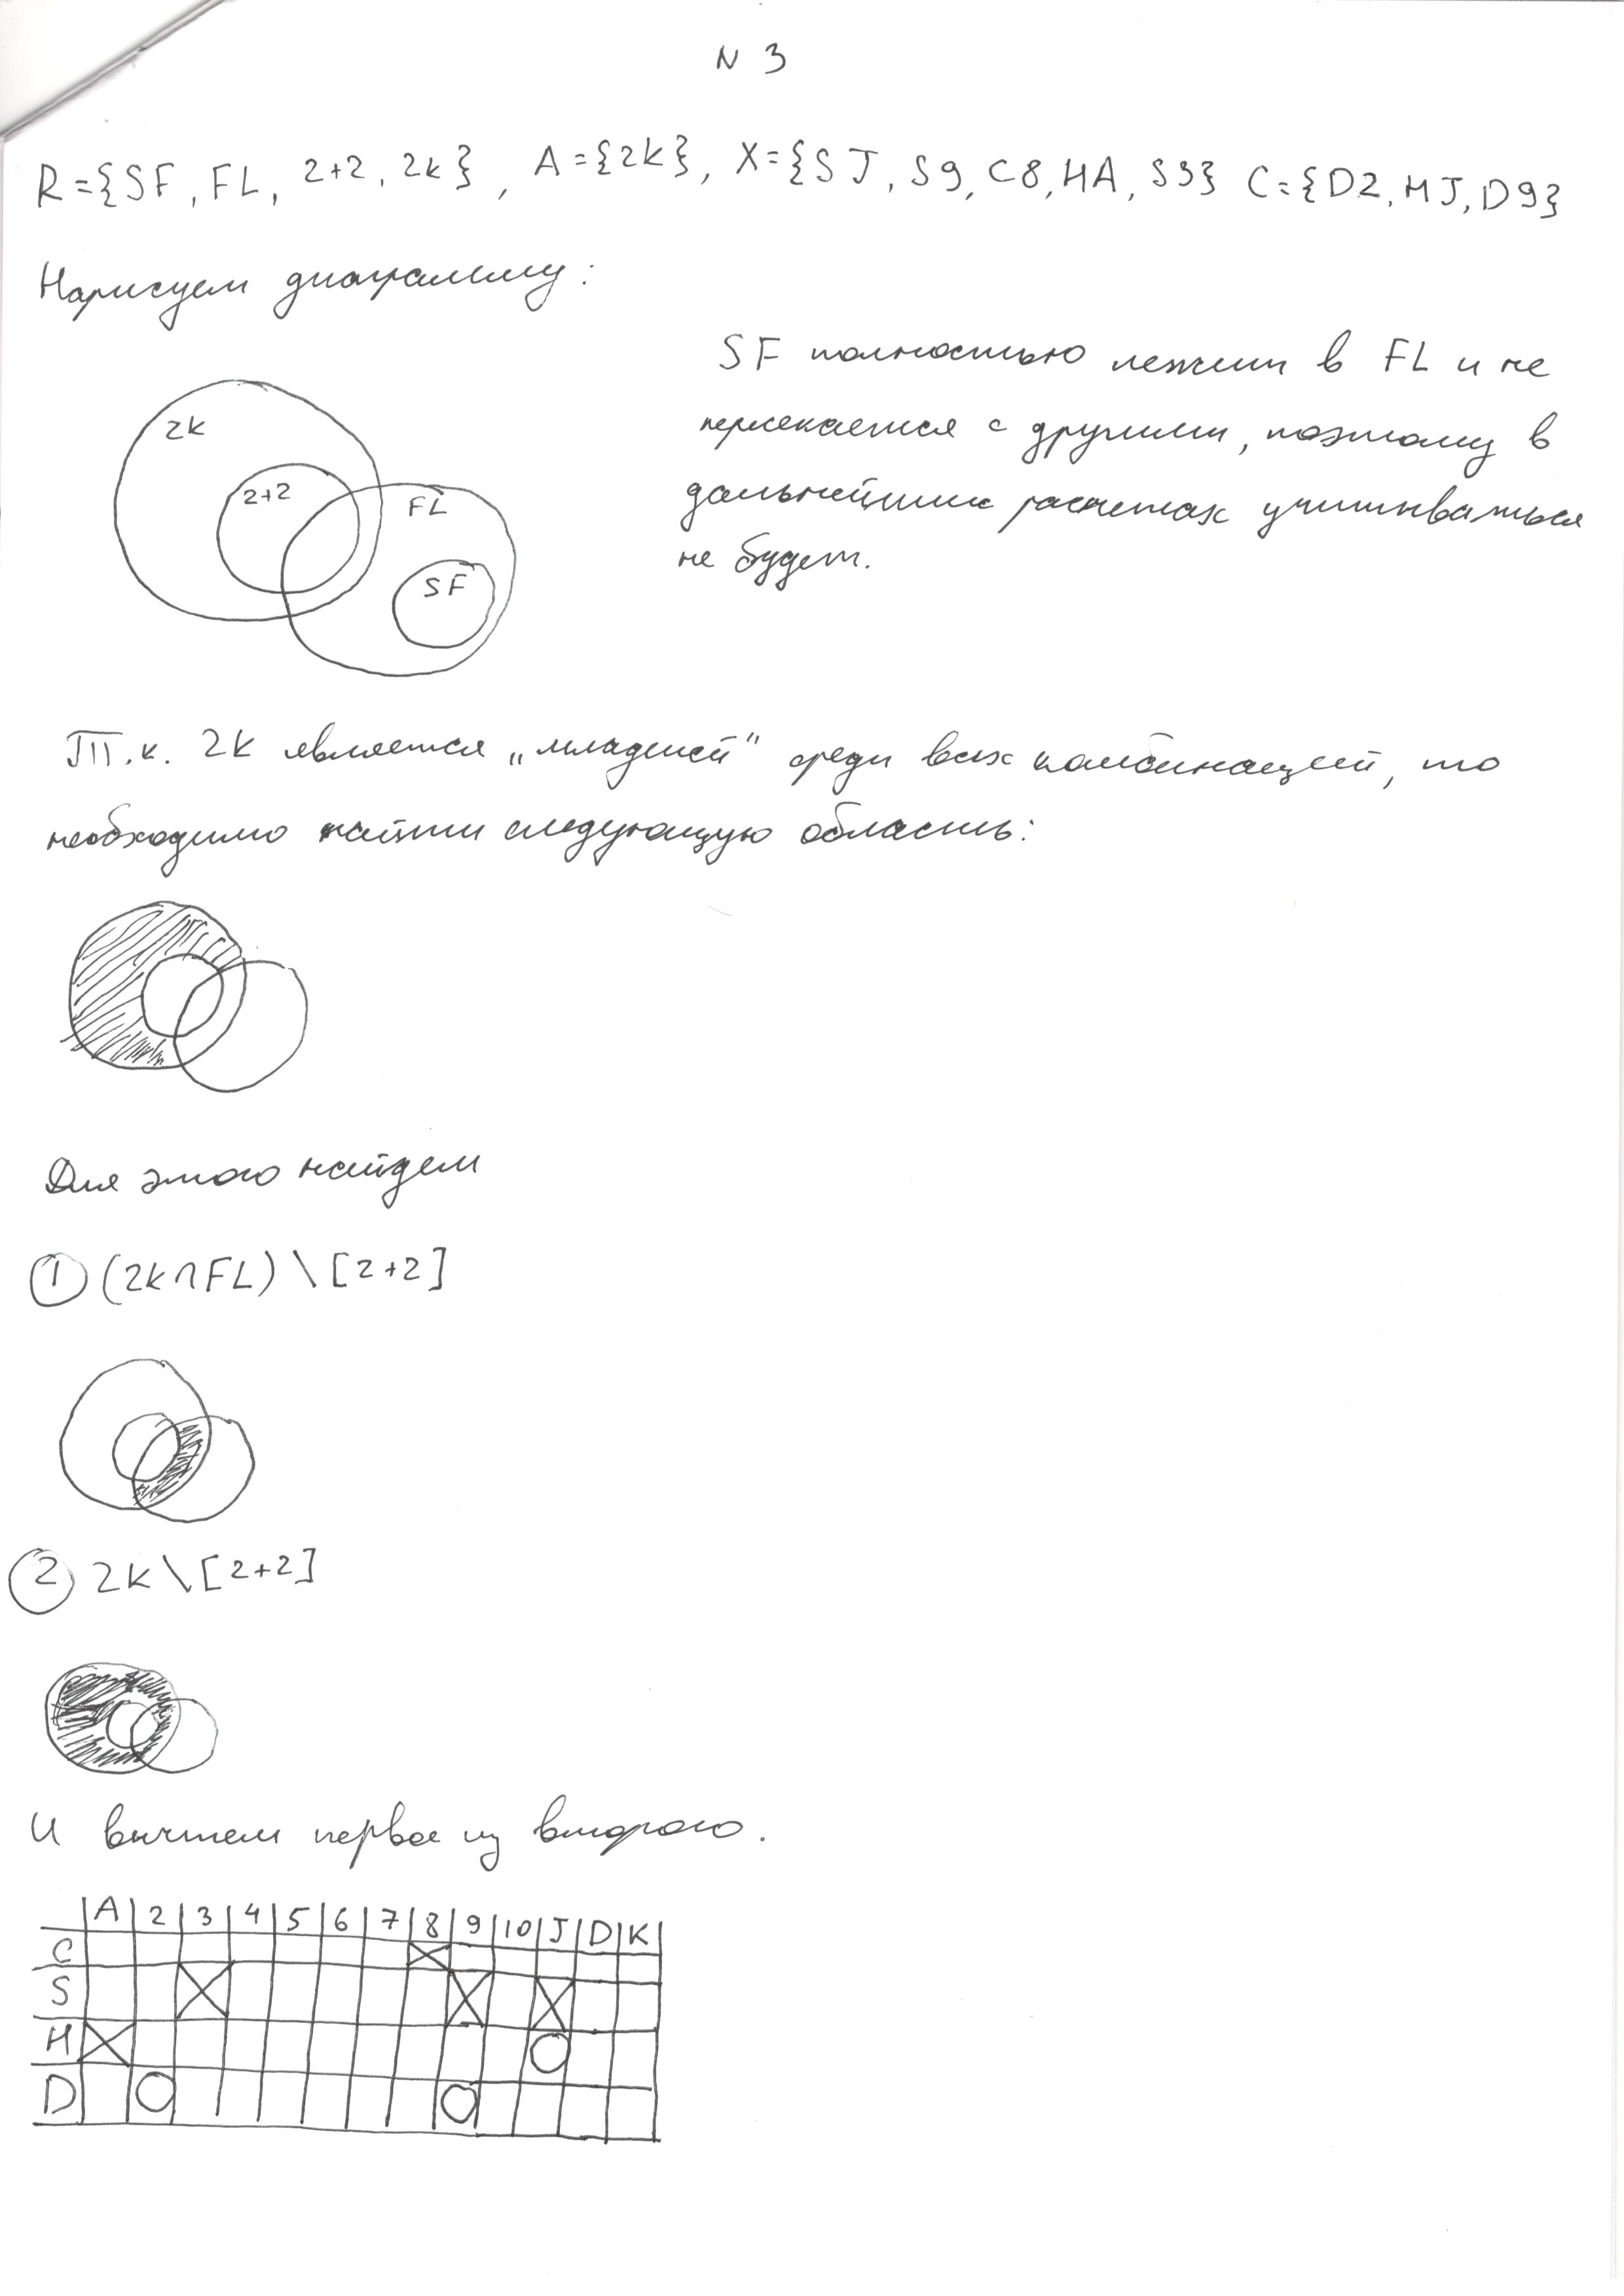 N 3
R={SF, FL, 2+2, 2k}, A={2k}, X={SJ, S9, C8, HA, S3} C={D2, HJ, D9}
Нарисуем диаграмму:
SF полностью лежит в FL и не
пересекается с другими, поэтому в
дальнейших расчетах учитываться
не будет.
2k
2+2
FL
SF
Т.к. 2k является „младшей" среди всех комбинаций, то
необходимо найти следующую область:
Для этого найдем
1 (2k∩FL)\[2+2]
2 2k\[2+2]
И вычтем первое из второго.
A 2 3 4 5 6 7 8 9 10 J D K
C
S
H
D